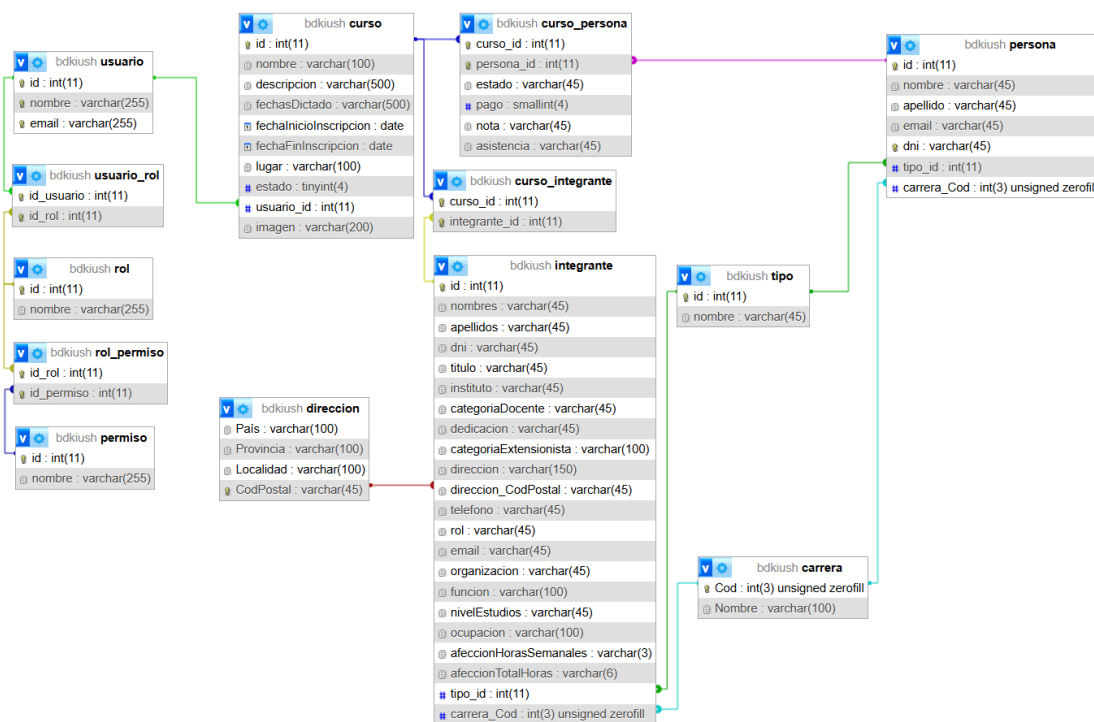 bdkiush usuario
id : int(11)
nombre : varchar(255)
email : varchar(255)
bdkiush usuario_rol
id_usuario : int(11)
id_rol : int(11)
bdkiush rol
id : int(11)
nombre : varchar(255)
bdkiush rol_permiso
id_rol : int(11)
id_permiso : int(11)
bdkiush permiso
id : int(11)
nombre : varchar(255)
bdkiush curso
id : int(11)
nombre : varchar(100)
descripcion : varchar(500)
fechasDictado : varchar(500)
fechaInicioInscripcion : date
fechaFinInscripcion : date
lugar : varchar(100)
estado : tinyint(4)
usuario_id : int(11)
imagen : varchar(200)
bdkiush direccion
País : varchar(100)
Provincia : varchar(100)
Localidad : varchar(100)
CodPostal : varchar(45)
bdkiush curso_persona
curso_id : int(11)
persona_id : int(11)
estado : varchar(45)
pago : smallint(4)
nota : varchar(45)
asistencia : varchar(45)
bdkiush curso_integrante
curso_id : int(11)
integrante_id : int(11)
bdkiush integrante
id : int(11)
nombres : varchar(45)
apellidos : varchar(45)
dni : varchar(45)
titulo : varchar(45)
instituto : varchar(45)
categoriaDocente : varchar(45)
dedicacion : varchar(45)
categoriaExtensionista : varchar(100)
direccion : varchar(150)
direccion_CodPostal : varchar(45)
telefono : varchar(45)
rol : varchar(45)
email : varchar(45)
organizacion : varchar(45)
funcion : varchar(100)
nivelEstudios : varchar(45)
ocupacion : varchar(100)
afeccionHorasSemanales : varchar(3)
afeccionTotalHoras : varchar(6)
tipo_id : int(11)
carrera_Cod : int(3) unsigned zerofill
bdkiush tipo
id : int(11)
nombre : varchar(45)
bdkiush carrera
Cod : int(3) unsigned zerofill
Nombre : varchar(100)
bdkiush persona
id : int(11)
nombre : varchar(45)
apellido : varchar(45)
email : varchar(45)
dni : varchar(45)
tipo_id : int(11)
carrera_Cod : int(3) unsigned zerofill